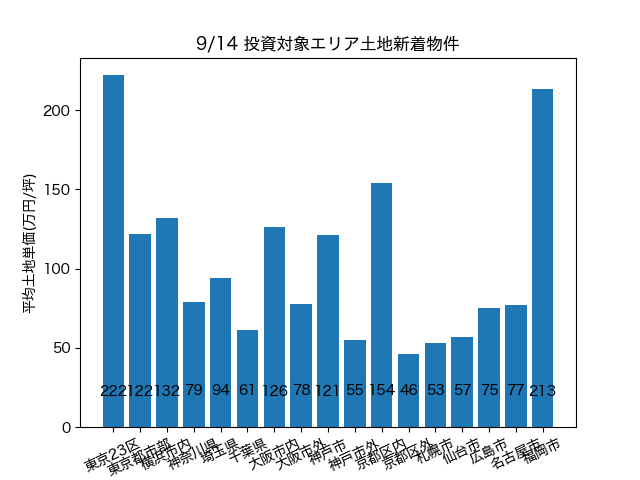 9/14 投資対象エリア土地新着物件
平均土地単価(万円/坪)
200
150
100
50
0
222 122 132 79 94 61 126 78 121 55 154 46 53 57 75 77 213
東京23区
東京都市部
横浜市内
神奈川県
埼玉県
千葉県
大阪市内
大阪市外
神戸市
神戸市外
京都区内
京都区外
札幌市
仙台市
広島市
名古屋市
福岡市